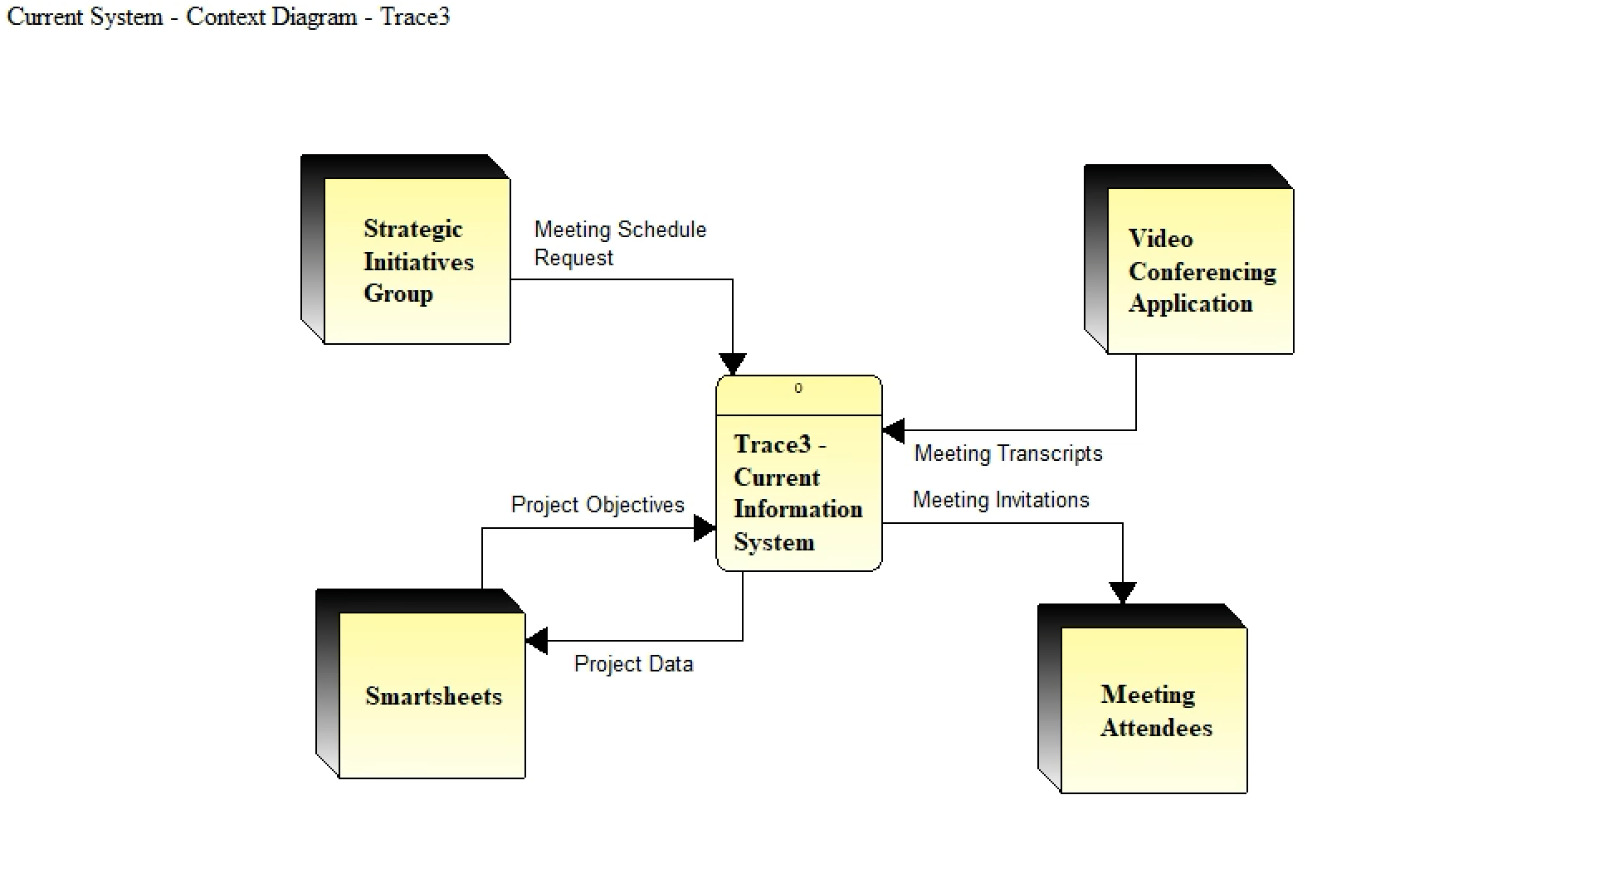 Current System - Context Diagram - Trace3
Strategic
Initiatives
Group
Meeting Schedule
Request
Video
Conferencing
Application
0
Trace3 -
Current
Information
System
Meeting Transcripts
Meeting Invitations
Project Objectives
Project Data
Smartsheets
Meeting
Attendees